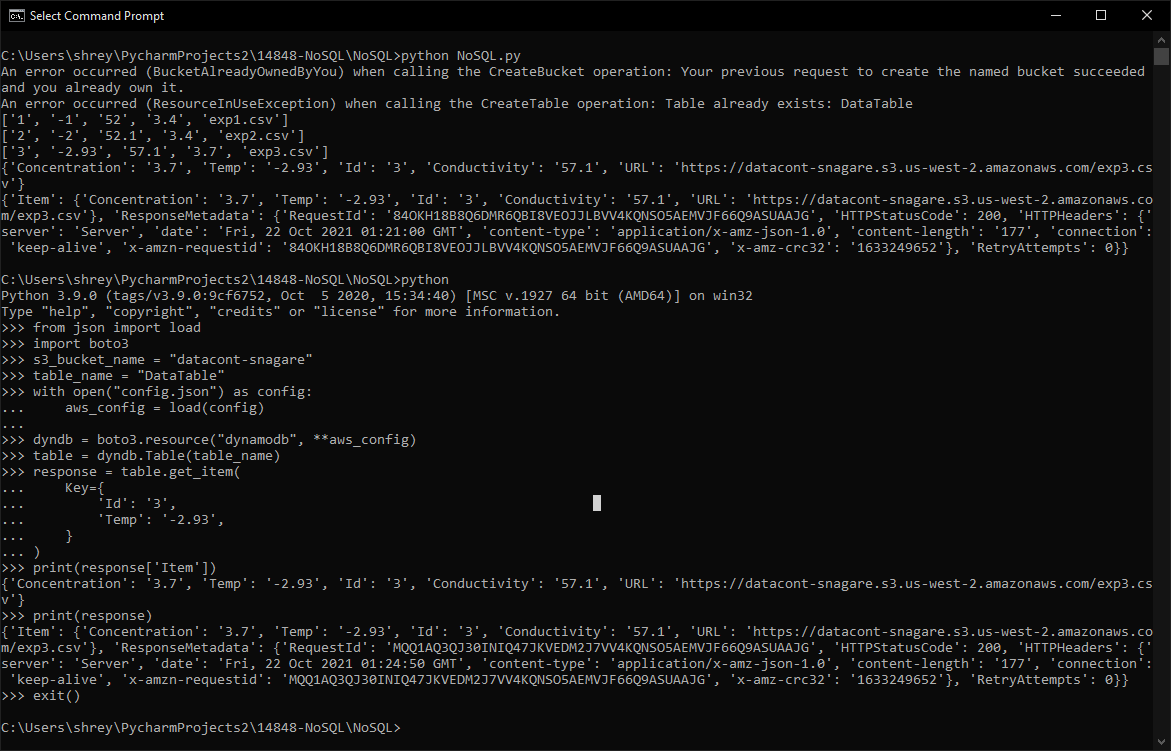 Select Command Prompt
C:\Users\shrey\PycharmProjects2\14848-NoSQL\NoSQL>python NoSQL.py
An error occurred (BucketAlreadyOwnedByYou) when calling the CreateBucket operation: Your previous request to create the named bucket succeeded
and you already own it.
An error occurred (ResourceInUseException) when calling the CreateTable operation: Table already exists: DataTable
['1', '-1', '52', '3.4', 'exp1.csv']
['2', '-2', '52.1', '3.4', 'exp2.csv']
['3', '-2.93', '57.1', '3.7', 'exp3.csv']
{'Concentration': '3.7', 'Temp': '-2.93', 'Id': '3', 'Conductivity': '57.1', 'URL': 'https://datacont-snagare.s3.us-west-2.amazonaws.com/exp3.cs
v'}
{'Item': {'Concentration': '3.7', 'Temp': '-2.93', 'Id': '3', 'Conductivity': '57.1', 'URL': 'https://datacont-snagare.s3.us-west-2.amazonaws.co
m/exp3.csv'}, 'ResponseMetadata': {'RequestId': '84OKH18B8Q6DMR6QBI8VEOJJLBVV4KQNSO5AEMVJF66Q9ASUAAJG', 'HTTPStatusCode': 200, 'HTTPHeaders': {'
server': 'Server', 'date': 'Fri, 22 Oct 2021 01:21:00 GMT', 'content-type': 'application/x-amz-json-1.0', 'content-length': '177', 'connection':
 'keep-alive', 'x-amzn-requestid': '84OKH18B8Q6DMR6QBI8VEOJJLBVV4KQNSO5AEMVJF66Q9ASUAAJG', 'x-amz-crc32': '1633249652'}, 'RetryAttempts': 0}}
C:\Users\shrey\PycharmProjects2\14848-NoSQL\NoSQL>python
Python 3.9.0 (tags/v3.9.0:9cf6752, Oct  5 2020, 15:34:40) [MSC v.1927 64 bit (AMD64)] on win32
Type "help", "copyright", "credits" or "license" for more information.
>>> from json import load
>>> import boto3
>>> s3_bucket_name = "datacont-snagare"
>>> table_name = "DataTable"
>>> with open("config.json") as config:
...     aws_config = load(config)
...
>>> dyndb = boto3.resource("dynamodb", **aws_config)
>>> table = dyndb.Table(table_name)
>>> response = table.get_item(
...     Key={
...         'Id': '3',
...         'Temp': '-2.93',
...     }
... )
>>> print(response['Item'])
{'Concentration': '3.7', 'Temp': '-2.93', 'Id': '3', 'Conductivity': '57.1', 'URL': 'https://datacont-snagare.s3.us-west-2.amazonaws.com/exp3.cs
v'}
>>> print(response)
{'Item': {'Concentration': '3.7', 'Temp': '-2.93', 'Id': '3', 'Conductivity': '57.1', 'URL': 'https://datacont-snagare.s3.us-west-2.amazonaws.co
m/exp3.csv'}, 'ResponseMetadata': {'RequestId': 'MQQ1AQ3QJ30INIQ47JKVEDM2J7VV4KQNSO5AEMVJF66Q9ASUAAJG', 'HTTPStatusCode': 200, 'HTTPHeaders': {'
server': 'Server', 'date': 'Fri, 22 Oct 2021 01:24:50 GMT', 'content-type': 'application/x-amz-json-1.0', 'content-length': '177', 'connection':
 'keep-alive', 'x-amzn-requestid': 'MQQ1AQ3QJ30INIQ47JKVEDM2J7VV4KQNSO5AEMVJF66Q9ASUAAJG', 'x-amz-crc32': '1633249652'}, 'RetryAttempts': 0}}
>>> exit()
C:\Users\shrey\PycharmProjects2\14848-NoSQL\NoSQL>